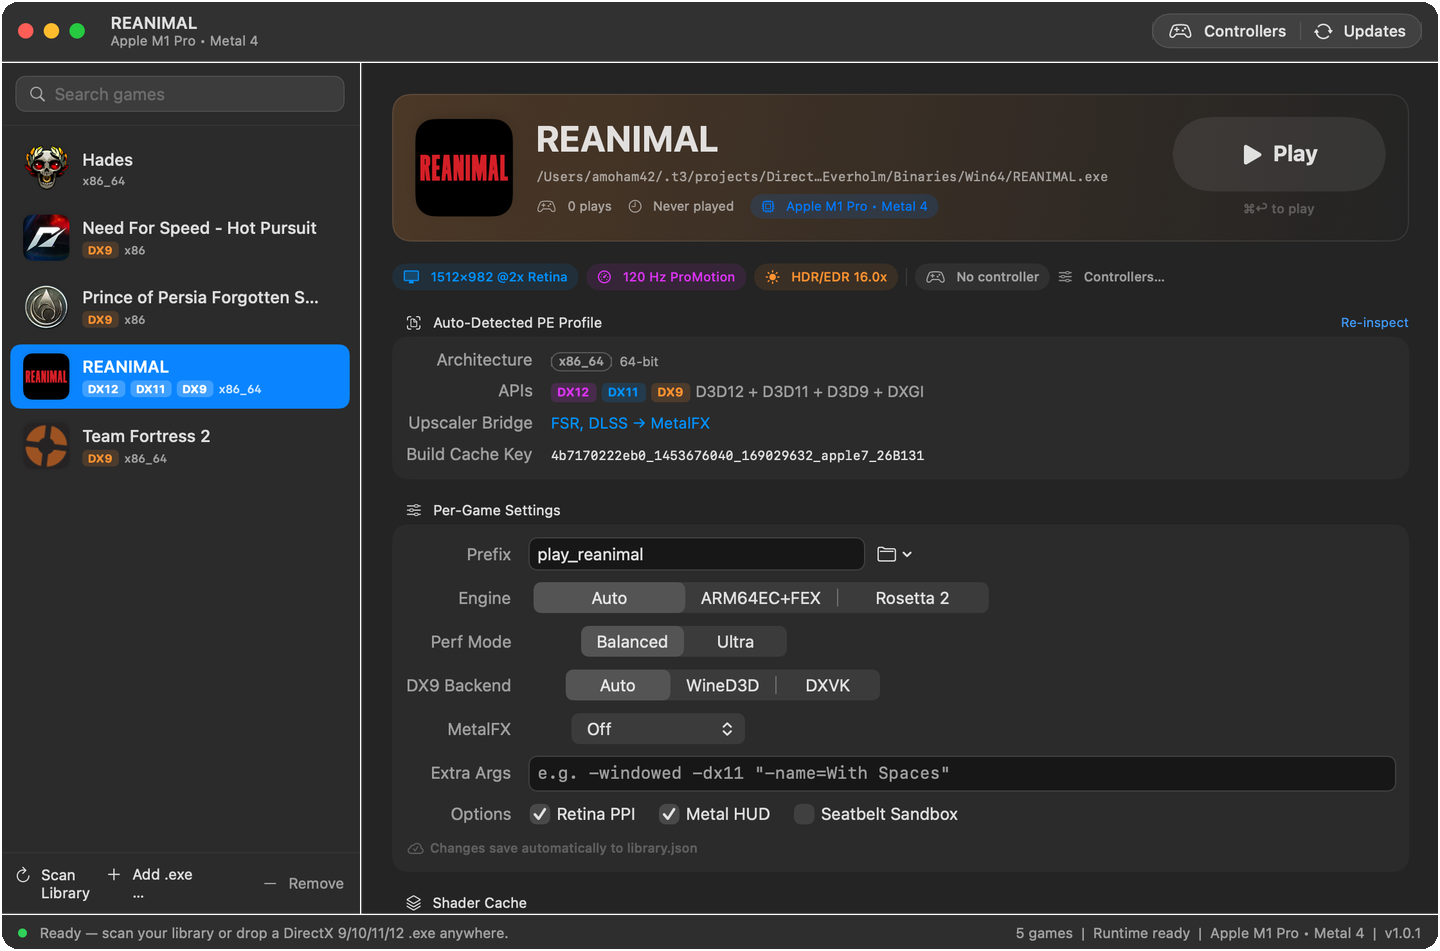 REANIMAL
Apple M1 Pro • Metal 4
Controllers
Updates
Search games
Hades
x86_64
Need For Speed - Hot Pursuit
DX9 x86
Prince of Persia Forgotten S...
DX9 x86
REANIMAL
REANIMAL
DX12 DX11 DX9 x86_64
Team Fortress 2
DX9 x86_64
Scan Library
+ Add .exe ...
— Remove
REANIMAL
REANIMAL
/Users/amoham42/.t3/projects/Direct…Everholm/Binaries/Win64/REANIMAL.exe
0 plays Never played Apple M1 Pro • Metal 4
Play
⌘↩ to play
1512×982 @2x Retina 120 Hz ProMotion HDR/EDR 16.0x No controller Controllers...
Auto-Detected PE Profile Re-inspect
Architecture x86_64 64-bit
APIs DX12 DX11 DX9 D3D12 + D3D11 + D3D9 + DXGI
Upscaler Bridge FSR, DLSS → MetalFX
Build Cache Key 4b7170222eb0_1453676040_169029632_apple7_26B131
Per-Game Settings
Prefix play_reanimal
Engine Auto ARM64EC+FEX Rosetta 2
Perf Mode Balanced Ultra
DX9 Backend Auto WineD3D DXVK
MetalFX Off
Extra Args e.g. -windowed -dx11 "-name=With Spaces"
Options Retina PPI Metal HUD Seatbelt Sandbox
Changes save automatically to library.json
Shader Cache
Ready — scan your library or drop a DirectX 9/10/11/12 .exe anywhere.
5 games | Runtime ready | Apple M1 Pro • Metal 4 | v1.0.1